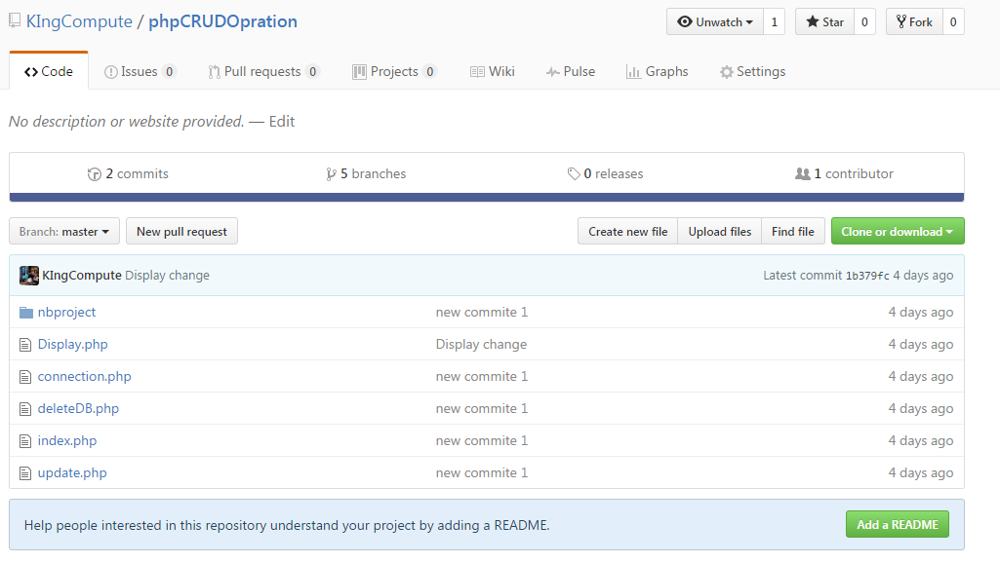 KIngCompute / phpCRUDOpration Unwatch 1 Star 0 Fork 0
Code Issues 0 Pull requests 0 Projects 0 Wiki Pulse Graphs Settings
No description or website provided. — Edit
2 commits 5 branches 0 releases 1 contributor
Branch: master New pull request Create new file Upload files Find file Clone or download
KIngCompute Display change Latest commit 1b379fc 4 days ago
nbproject new commite 1 4 days ago
Display.php Display change 4 days ago
connection.php new commite 1 4 days ago
deleteDB.php new commite 1 4 days ago
index.php new commite 1 4 days ago
update.php new commite 1 4 days ago
Help people interested in this repository understand your project by adding a README. Add a README